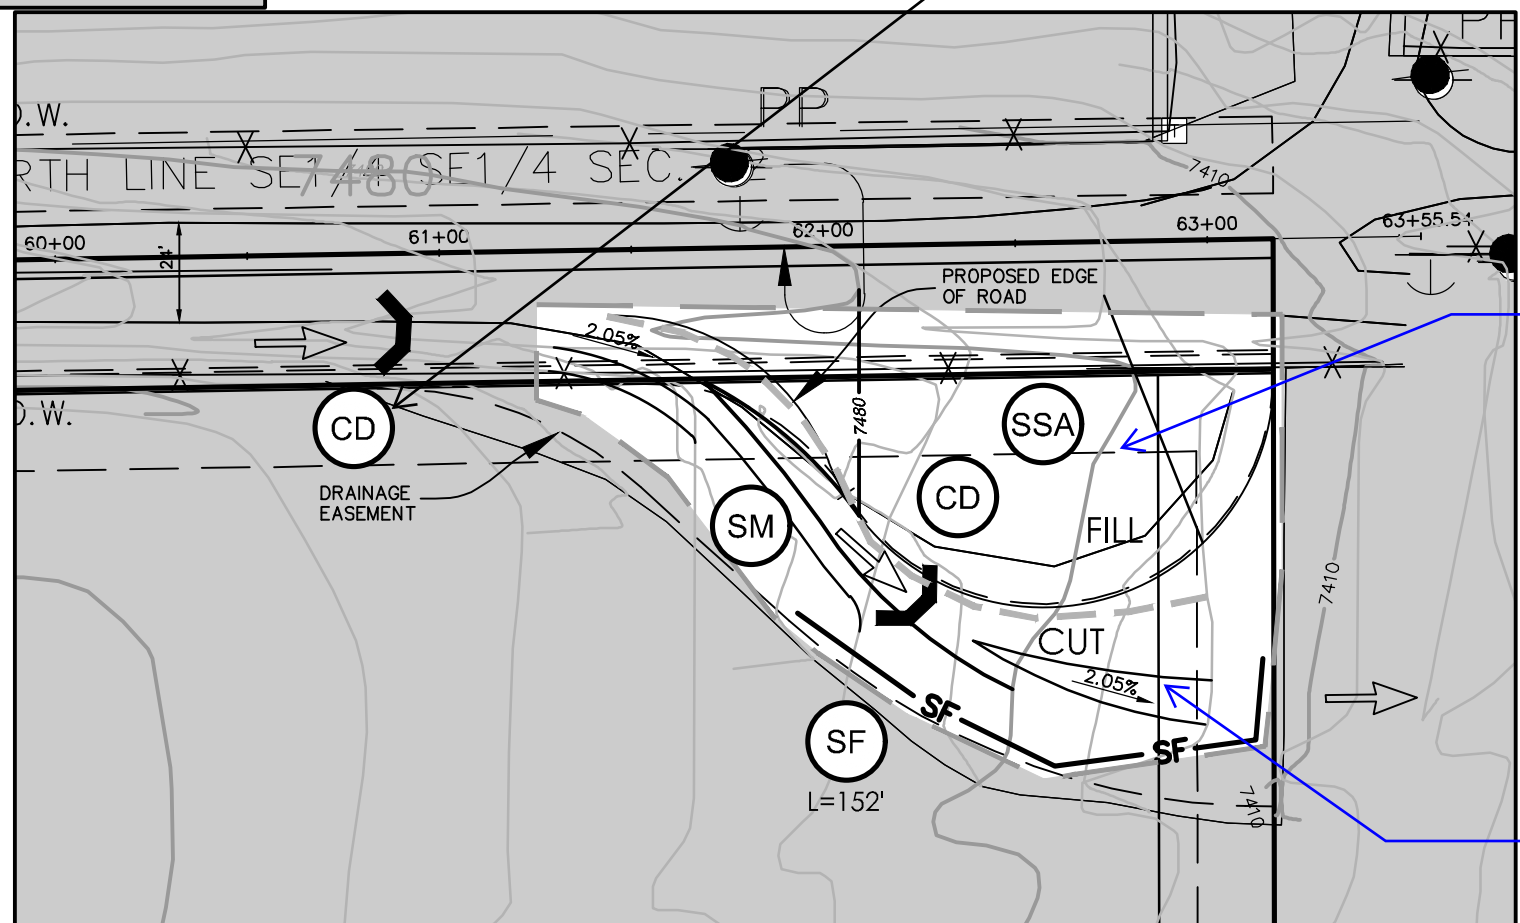 PP
O.W.
RTH LINE SE1/4 SE1/4 SEC.
7480
7410
60+00
61+00
62+00
63+00
63+55.54
24'
PROPOSED EDGE
OF ROAD
2.05%
CD
O.W.
7480
SSA
DRAINAGE
EASEMENT
CD
SM
FILL
7410
CUT
2.05%
SF
SF
SF
L=152'
7410